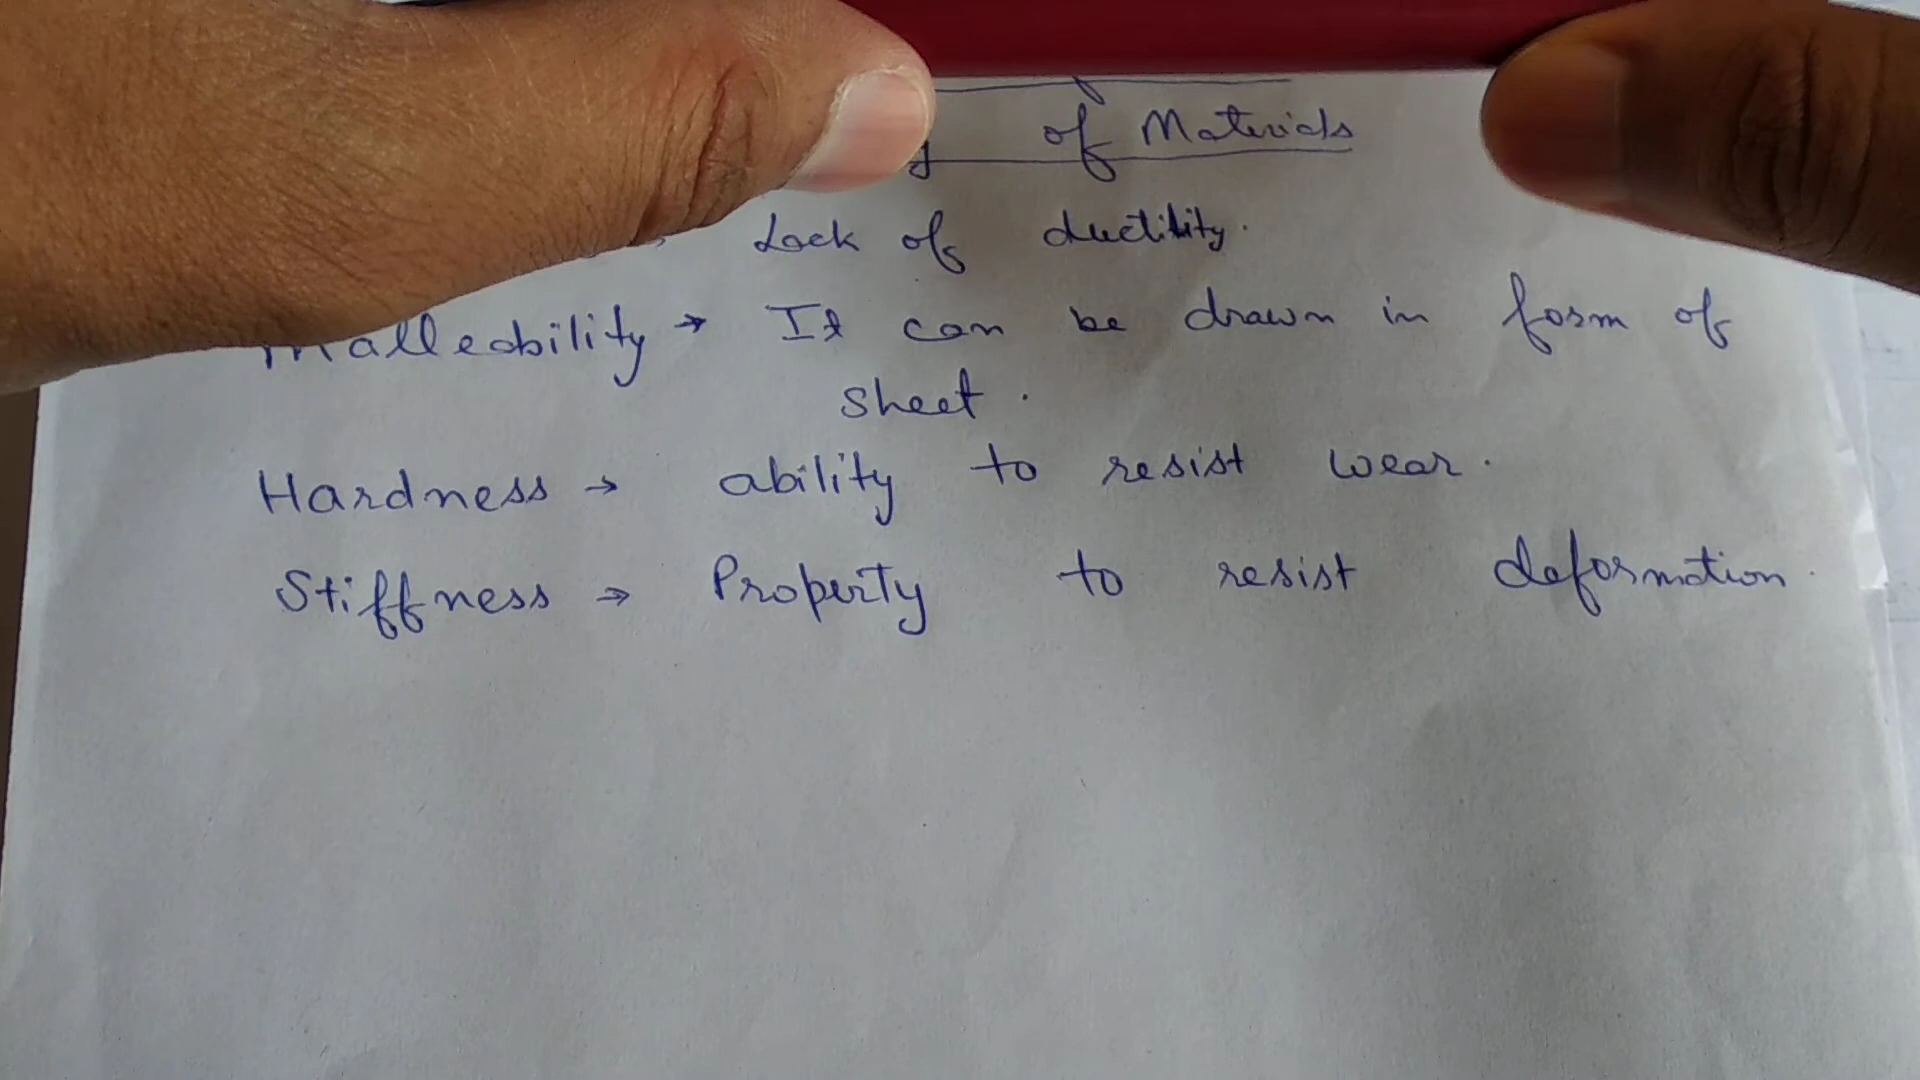 of Materials
Lack of ductility.
Malleability → It can be drawn in form of
sheet.
Hardness → ability to resist wear.
Stiffness → Property to resist deformation.